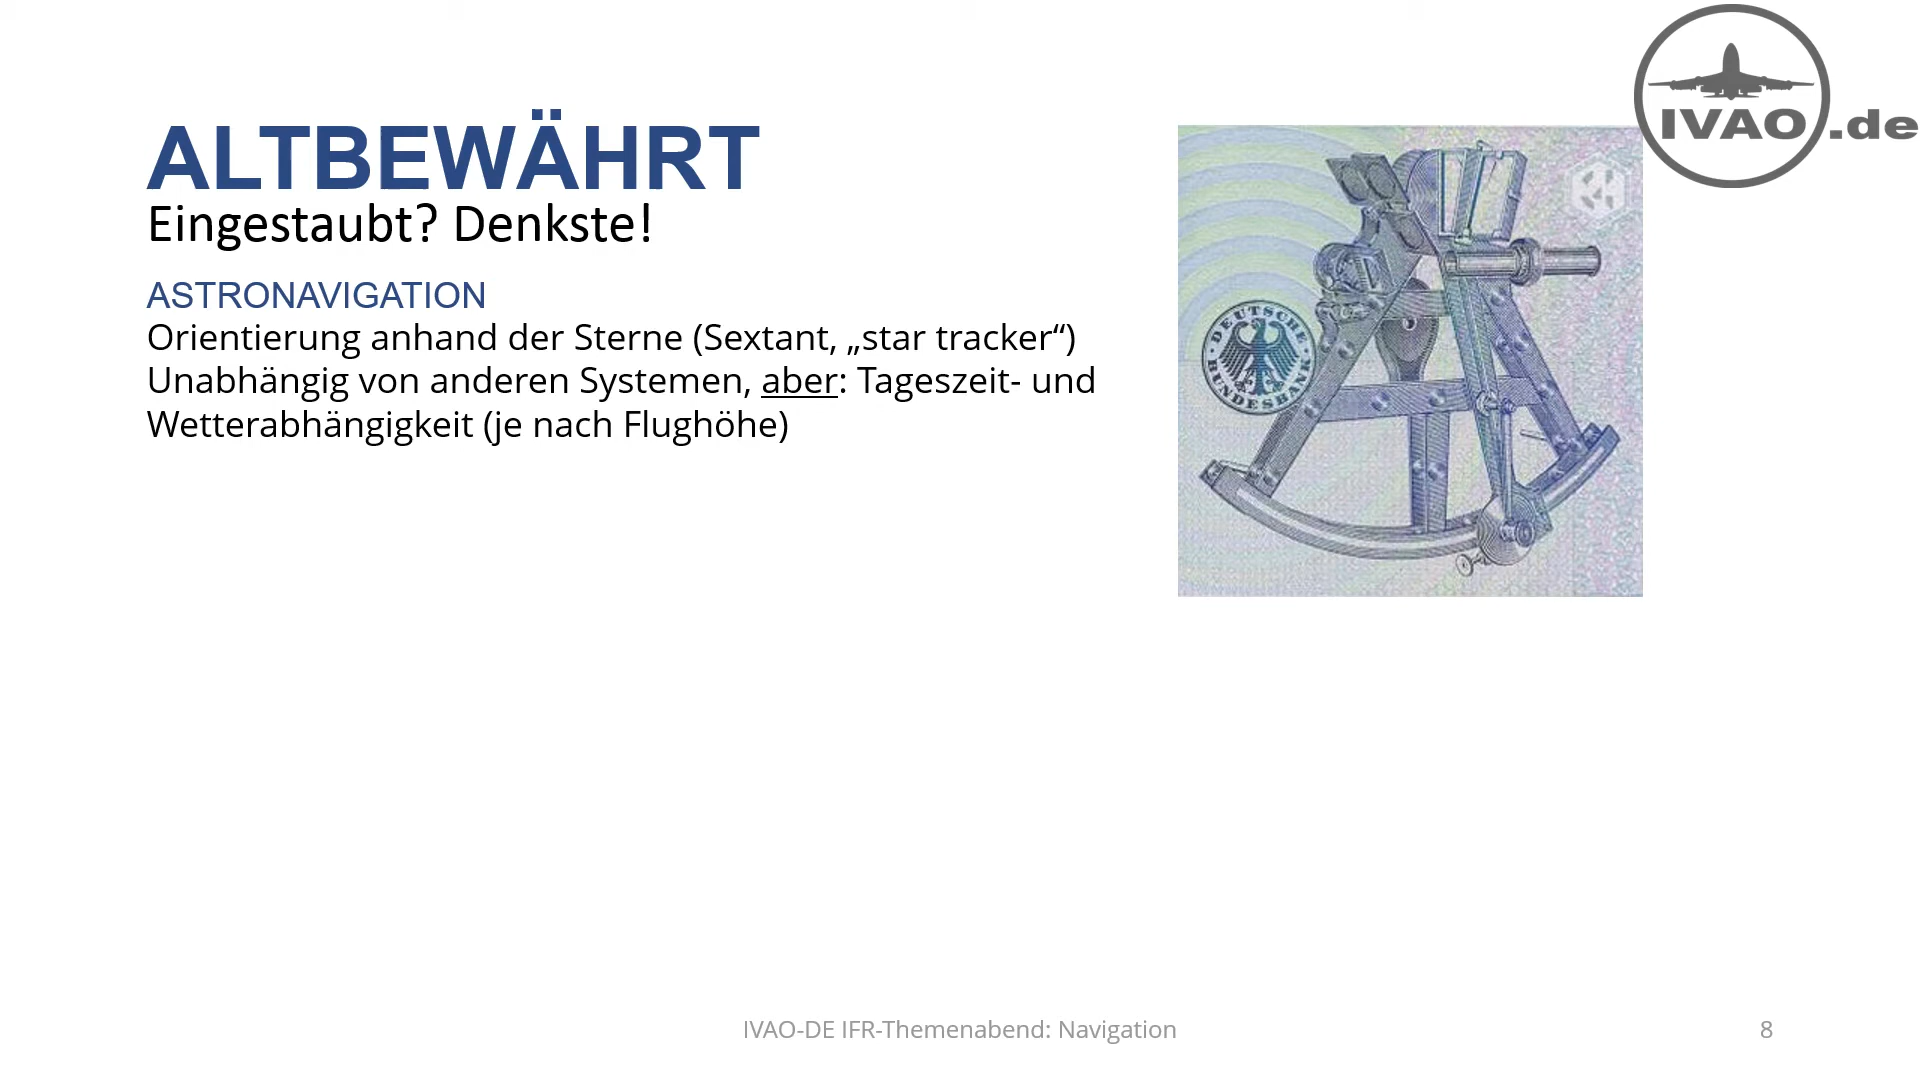 IVAO.de
ALTBEWÄHRT
Eingestaubt? Denkste!
ASTRONAVIGATION
Orientierung anhand der Sterne (Sextant, „star tracker“)
Unabhängig von anderen Systemen, aber: Tageszeit- und
Wetterabhängigkeit (je nach Flughöhe)
DEUTSCHE
BUNDESBANK
IVAO-DE IFR-Themenabend: Navigation
8